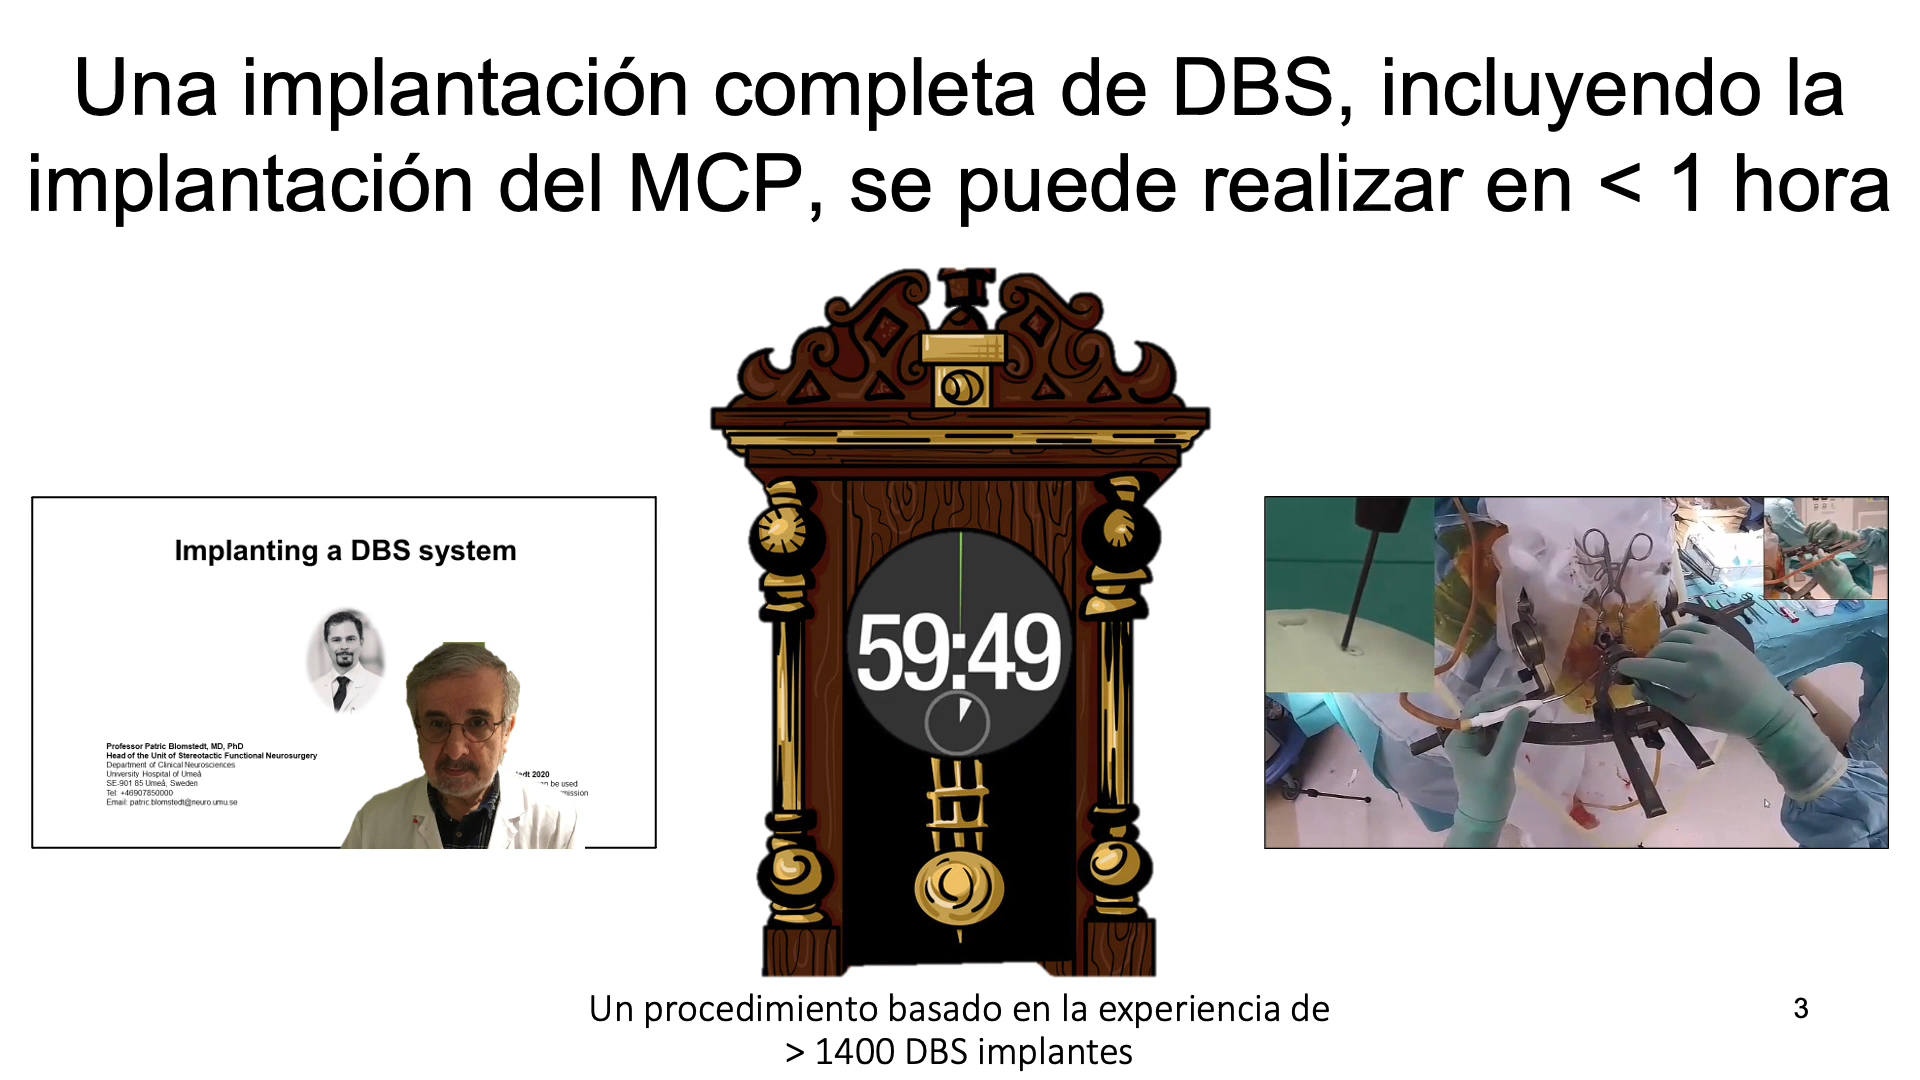 Una implantación completa de DBS, incluyendo la
implantación del MCP, se puede realizar en < 1 hora
Implanting a DBS system
Professor Patric Blomstedt, MD, PhD
Head of the Unit of Stereotactic Functional Neurosurgery
Department of Clinical Neurosciences
University Hospital of Umeå
SE-901 85 Umeå, Sweden
Tel: +46907850000
Email: patric.blomstedt@neuro.umu.se
2020
be used
59:49
Un procedimiento basado en la experiencia de
> 1400 DBS implantes
3